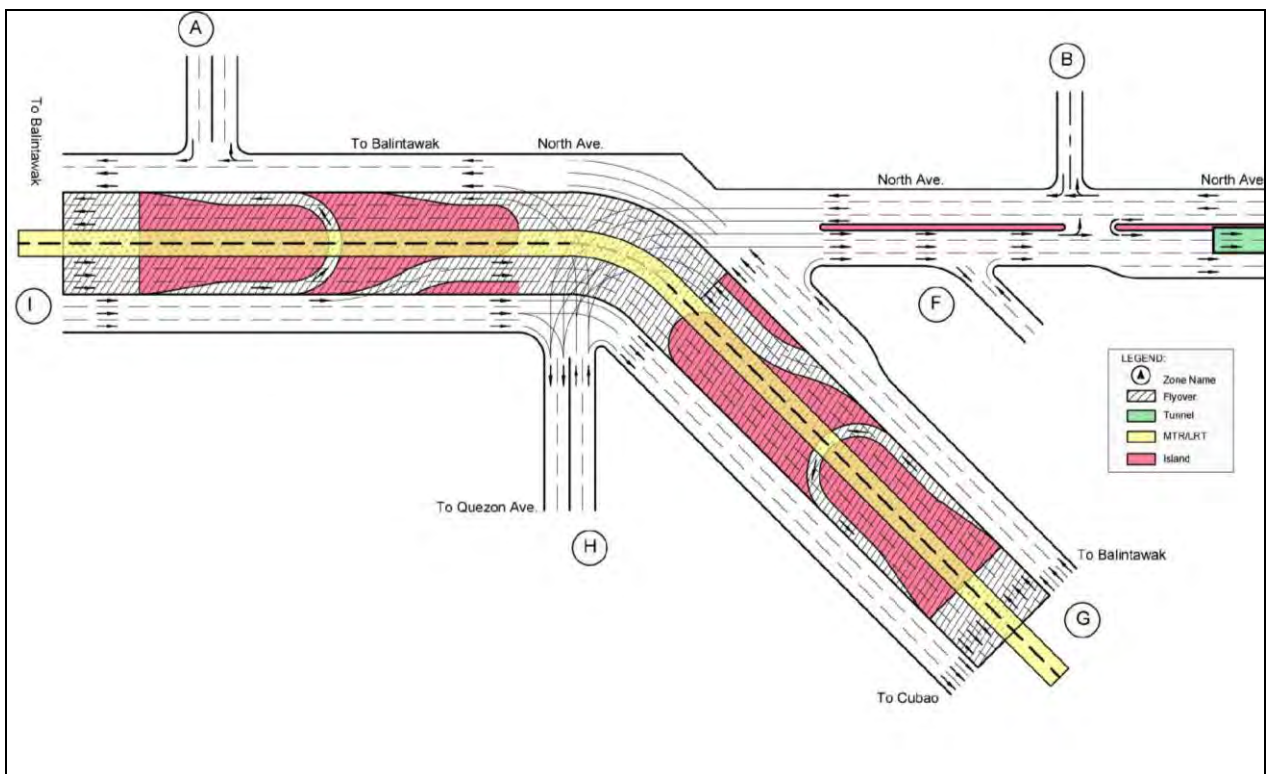 A
B
To Balintawak
To Balintawak
North Ave.
North Ave.
North Ave
I
F
LEGEND:
A Zone Name
Flyover
Tunnel
MTR/LRT
Island
To Quezon Ave.
H
To Balintawak
G
To Cubao